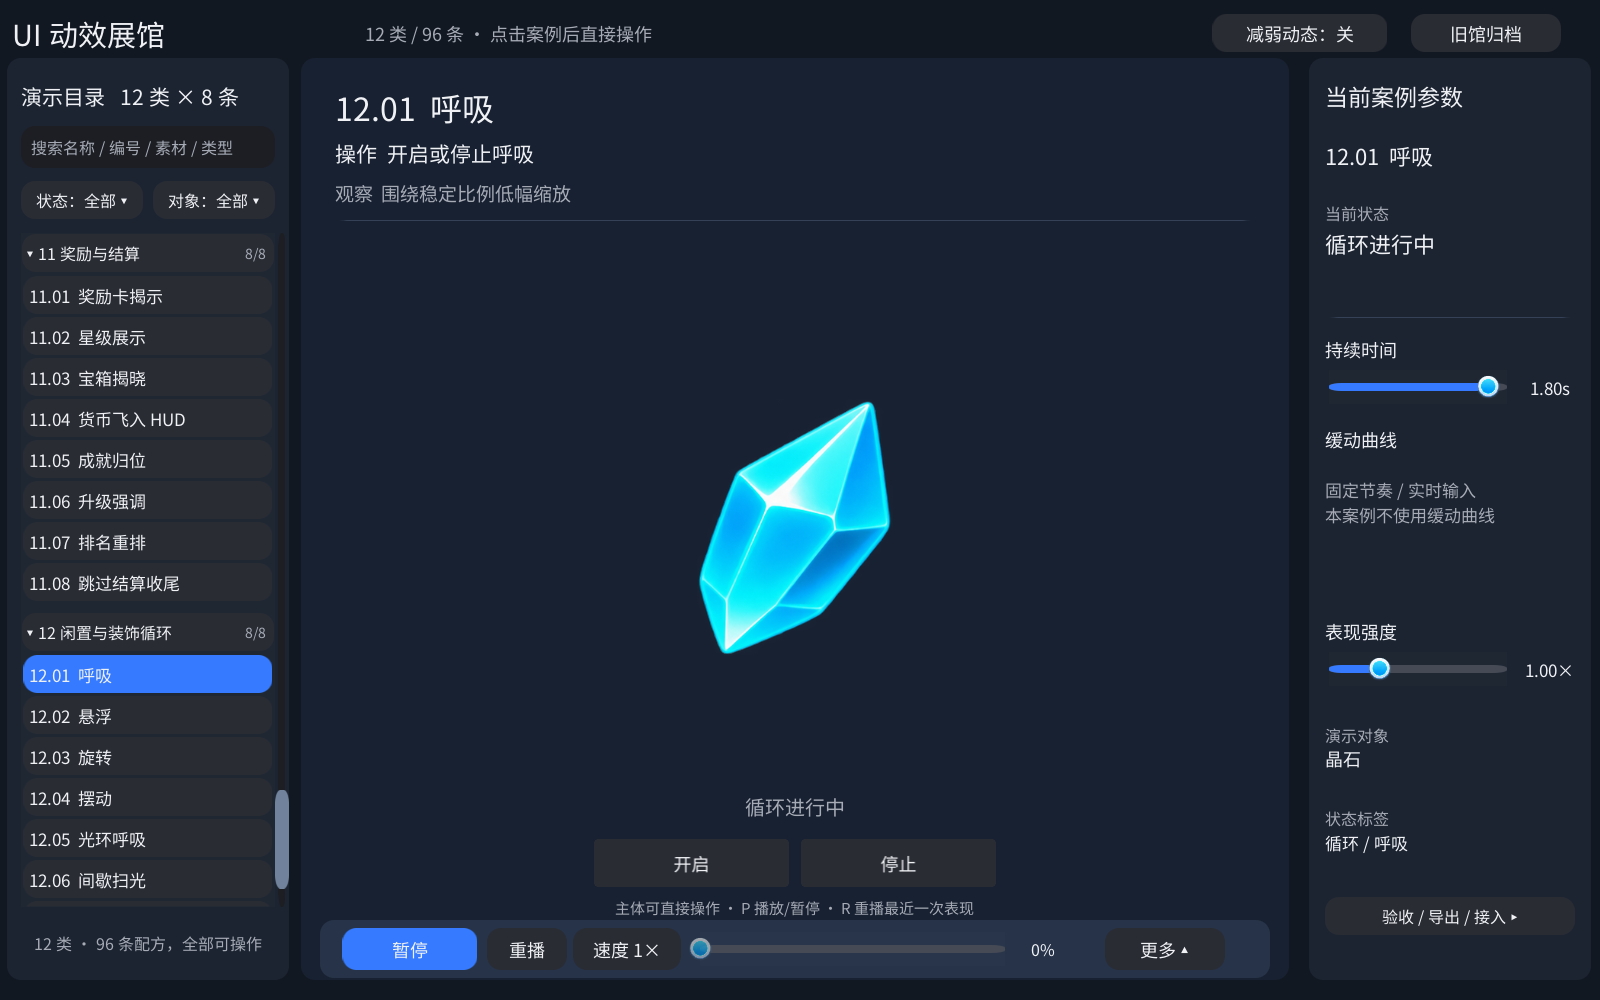 UI 动效展馆
12 类 / 96 条 · 点击案例后直接操作
减弱动态：关
旧馆归档
演示目录 12 类 × 8 条
搜索名称 / 编号 / 素材 / 类型
状态：全部 ▾
对象：全部 ▾
▾ 11 奖励与结算 8/8
11.01 奖励卡揭示
11.02 星级展示
11.03 宝箱揭晓
11.04 货币飞入 HUD
11.05 成就归位
11.06 升级强调
11.07 排名重排
11.08 跳过结算收尾
▾ 12 闲置与装饰循环 8/8
12.01 呼吸
12.02 悬浮
12.03 旋转
12.04 摆动
12.05 光环呼吸
12.06 间歇扫光
12 类 · 96 条配方，全部可操作
12.01 呼吸
操作 开启或停止呼吸
观察 围绕稳定比例低幅缩放
循环进行中
开启
停止
主体可直接操作 · P 播放/暂停 · R 重播最近一次表现
暂停
重播
速度 1×
0%
更多 ▴
当前案例参数
12.01 呼吸
当前状态
循环进行中
持续时间
1.80s
缓动曲线
固定节奏 / 实时输入
本案例不使用缓动曲线
表现强度
1.00×
演示对象
晶石
状态标签
循环 / 呼吸
验收 / 导出 / 接入 ▸